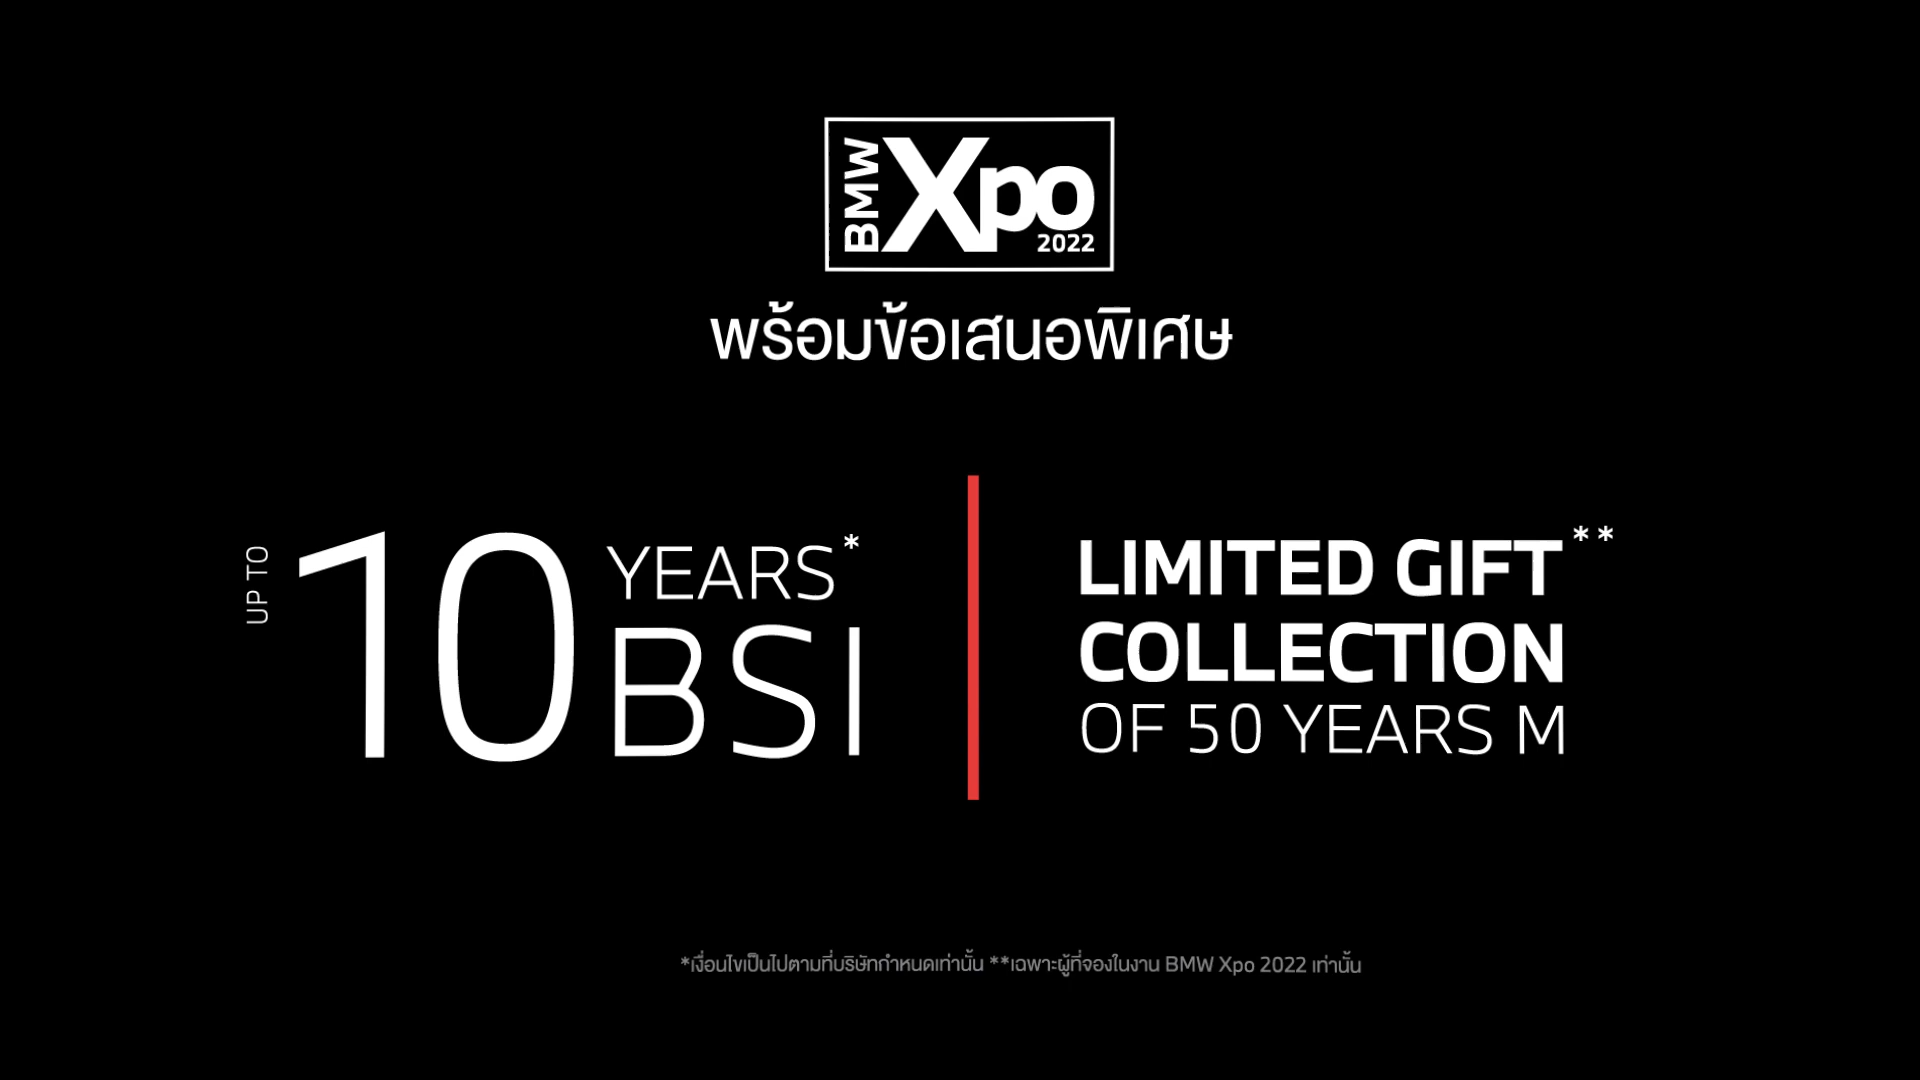 BMW Xpo
2022
พร้อมข้อเสนอพิเศษ
UP TO 10 YEARS*
BSI
LIMITED GIFT**
COLLECTION
OF 50 YEARS M
*เงื่อนไขเป็นไปตามที่บริษัทกำหนดเท่านั้น **เฉพาะผู้ที่จองในงาน BMW Xpo 2022 เท่านั้น